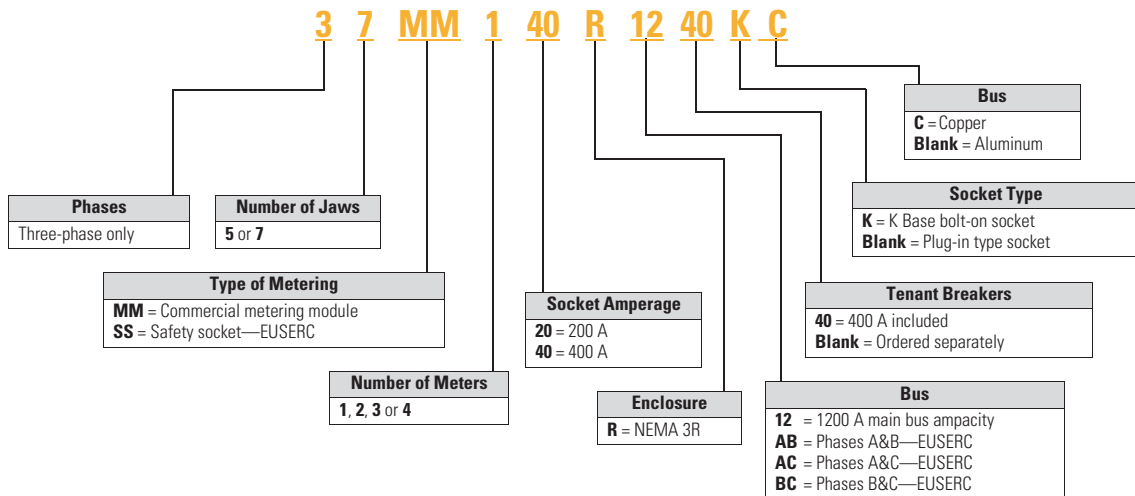 3 7 MM 1 40 R 12 40 K C
Bus
C = Copper
Blank = Aluminum
Phases
Three-phase only
Number of Jaws
5 or 7
Socket Type
K = K Base bolt-on socket
Blank = Plug-in type socket
Type of Metering
MM = Commercial metering module
SS = Safety socket—EUSERC
Socket Amperage
20 = 200 A
40 = 400 A
Tenant Breakers
40 = 400 A included
Blank = Ordered separately
Number of Meters
1, 2, 3 or 4
Enclosure
R = NEMA 3R
Bus
12 = 1200 A main bus ampacity
AB = Phases A&B—EUSERC
AC = Phases A&C—EUSERC
BC = Phases B&C—EUSERC